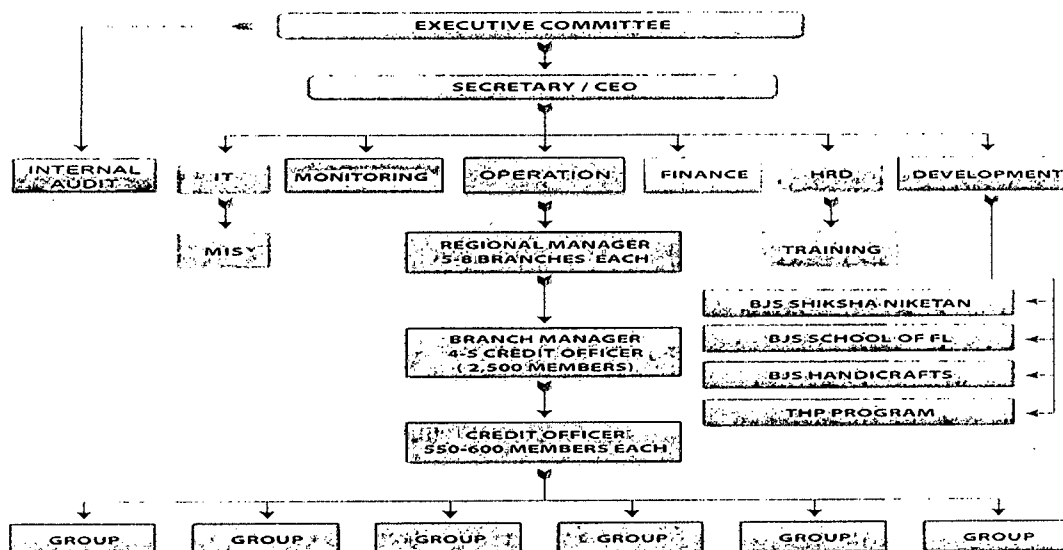 EXECUTIVE COMMITTEE
SECRETARY / CEO
INTERNAL
AUDIT
IT
MONITORING
OPERATION
FINANCE
HRD
DEVELOPMENT
MIS
REGIONAL MANAGER
5-8 BRANCHES EACH
TRAINING
BJS SHIKSHA NIKETAN
BRANCH MANAGER
4-5 CREDIT OFFICER
( 2,500 MEMBERS)
BJS SCHOOL OF FL
BJS HANDICRAFTS
THP PROGRAM
CREDIT OFFICER
550-600 MEMBERS EACH
GROUP
GROUP
GROUP
GROUP
GROUP
GROUP